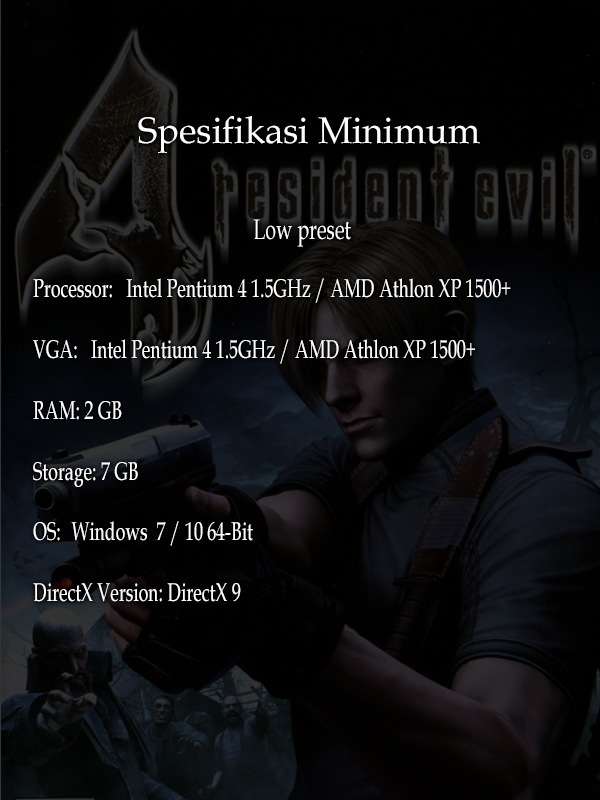 Spesifikasi Minimum
4 resident evil®
Low preset
Processor: Intel Pentium 4 1.5GHz / AMD Athlon XP 1500+
VGA: Intel Pentium 4 1.5GHz / AMD Athlon XP 1500+
RAM: 2 GB
Storage: 7 GB
OS: Windows 7 / 10 64-Bit
DirectX Version: DirectX 9